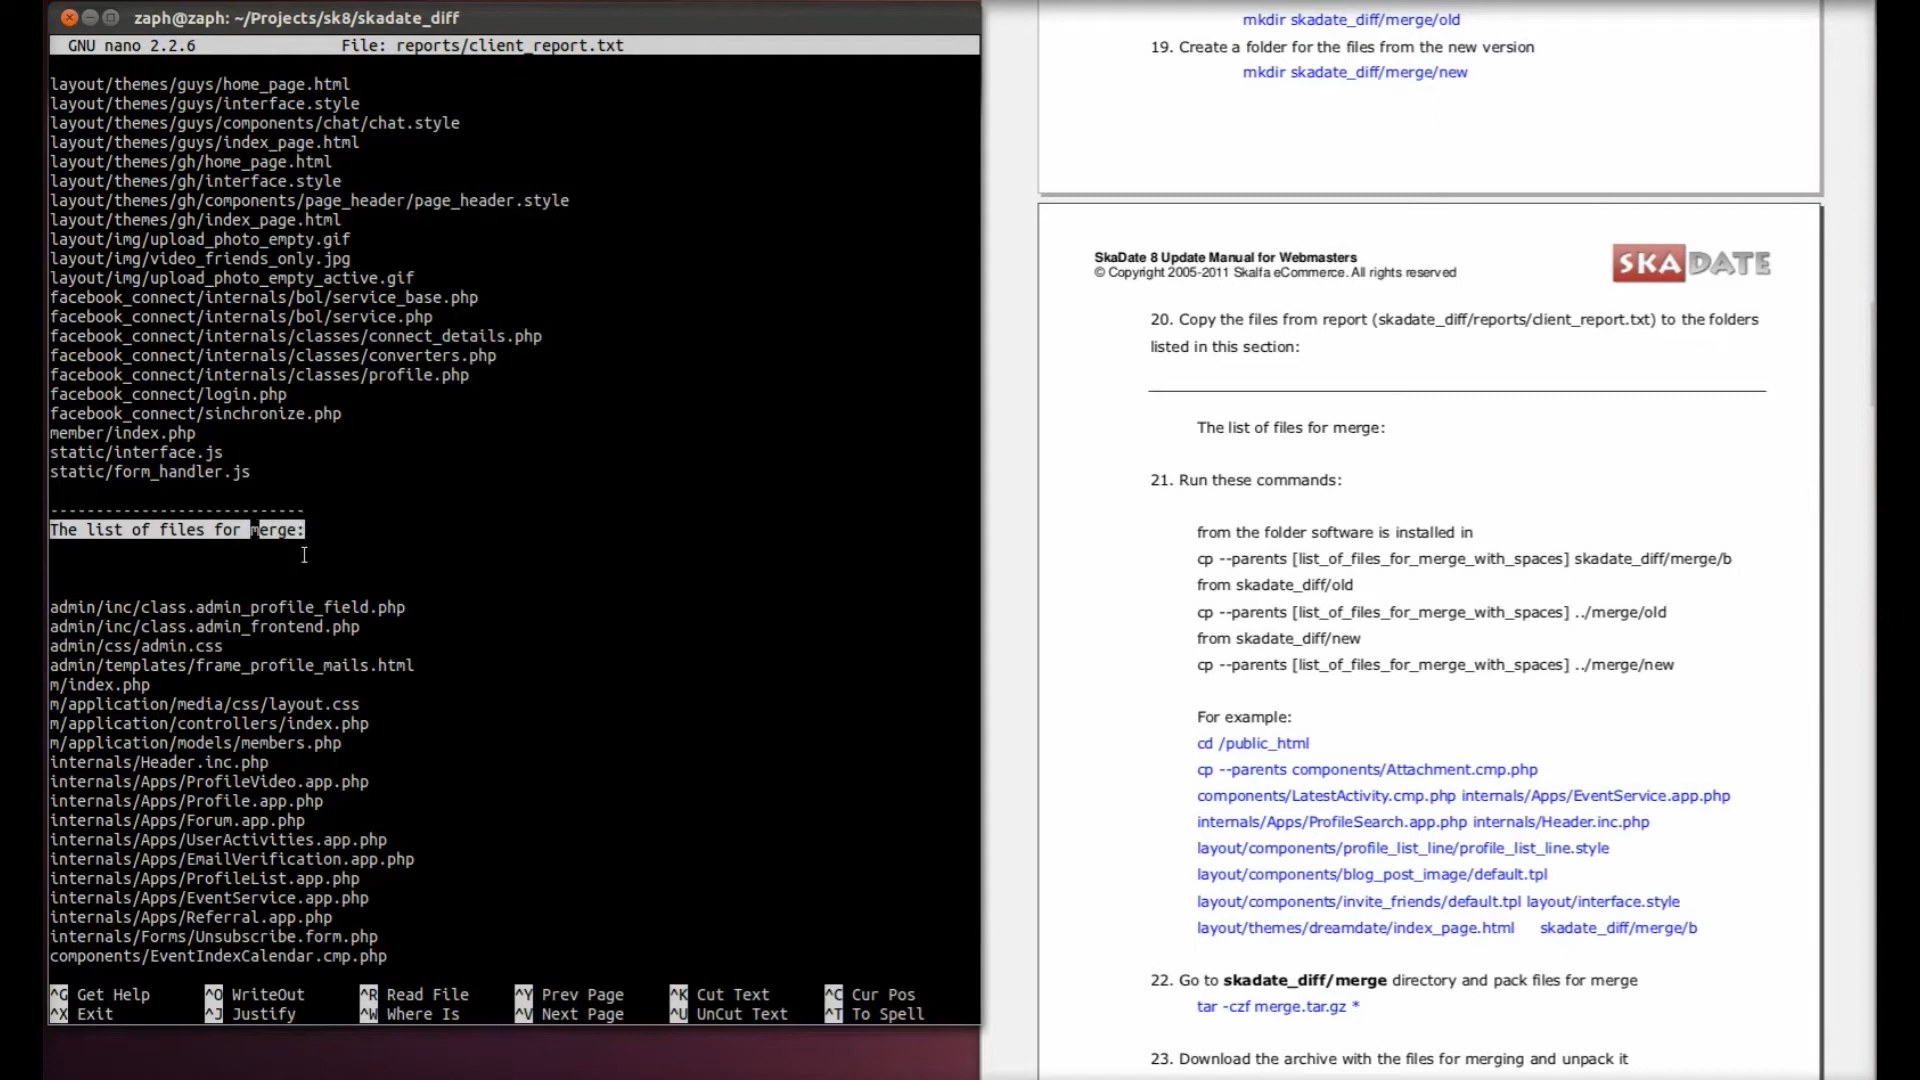 zaph@zaph: ~/Projects/sk8/skadate_diff
GNU nano 2.2.6 File: reports/client_report.txt
layout/themes/guys/home_page.html
layout/themes/guys/interface.style
layout/themes/guys/components/chat/chat.style
layout/themes/guys/index_page.html
layout/themes/gh/home_page.html
layout/themes/gh/interface.style
layout/themes/gh/components/page_header/page_header.style
layout/themes/gh/index_page.html
layout/img/upload_photo_empty.gif
layout/img/video_friends_only.jpg
layout/img/upload_photo_empty_active.gif
facebook_connect/internals/bol/service_base.php
facebook_connect/internals/bol/service.php
facebook_connect/internals/classes/connect_details.php
facebook_connect/internals/classes/converters.php
facebook_connect/internals/classes/profile.php
facebook_connect/login.php
facebook_connect/sinchronize.php
member/index.php
static/interface.js
static/form_handler.js
----------------------------
The list of files for merge:
admin/inc/class.admin_profile_field.php
admin/inc/class.admin_frontend.php
admin/css/admin.css
admin/templates/frame_profile_mails.html
m/index.php
m/application/media/css/layout.css
m/application/controllers/index.php
m/application/models/members.php
internals/Header.inc.php
internals/Apps/ProfileVideo.app.php
internals/Apps/Profile.app.php
internals/Apps/Forum.app.php
internals/Apps/UserActivities.app.php
internals/Apps/EmailVerification.app.php
internals/Apps/ProfileList.app.php
internals/Apps/EventService.app.php
internals/Apps/Referral.app.php
internals/Forms/Unsubscribe.form.php
components/EventIndexCalendar.cmp.php
^G Get Help ^O WriteOut ^R Read File ^Y Prev Page ^K Cut Text ^C Cur Pos
^X Exit ^J Justify ^W Where Is ^V Next Page ^U UnCut Text ^T To Spell
mkdir skadate_diff/merge/old
19. Create a folder for the files from the new version
mkdir skadate_diff/merge/new
SkaDate 8 Update Manual for Webmasters
© Copyright 2005-2011 Skalfa eCommerce. All rights reserved
SKADATE
20. Copy the files from report (skadate_diff/reports/client_report.txt) to the folders
listed in this section:
The list of files for merge:
21. Run these commands:
from the folder software is installed in
cp --parents [list_of_files_for_merge_with_spaces] skadate_diff/merge/b
from skadate_diff/old
cp --parents [list_of_files_for_merge_with_spaces] ../merge/old
from skadate_diff/new
cp --parents [list_of_files_for_merge_with_spaces] ../merge/new
For example:
cd /public_html
cp --parents components/Attachment.cmp.php
components/LatestActivity.cmp.php internals/Apps/EventService.app.php
internals/Apps/ProfileSearch.app.php internals/Header.inc.php
layout/components/profile_list_line/profile_list_line.style
layout/components/blog_post_image/default.tpl
layout/components/invite_friends/default.tpl layout/interface.style
layout/themes/dreamdate/index_page.html skadate_diff/merge/b
22. Go to skadate_diff/merge directory and pack files for merge
tar -czf merge.tar.gz *
23. Download the archive with the files for merging and unpack it